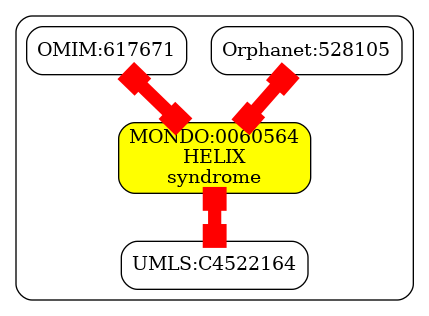 OMIM:617671
Orphanet:528105
MONDO:0060564
HELIX
syndrome
UMLS:C4522164